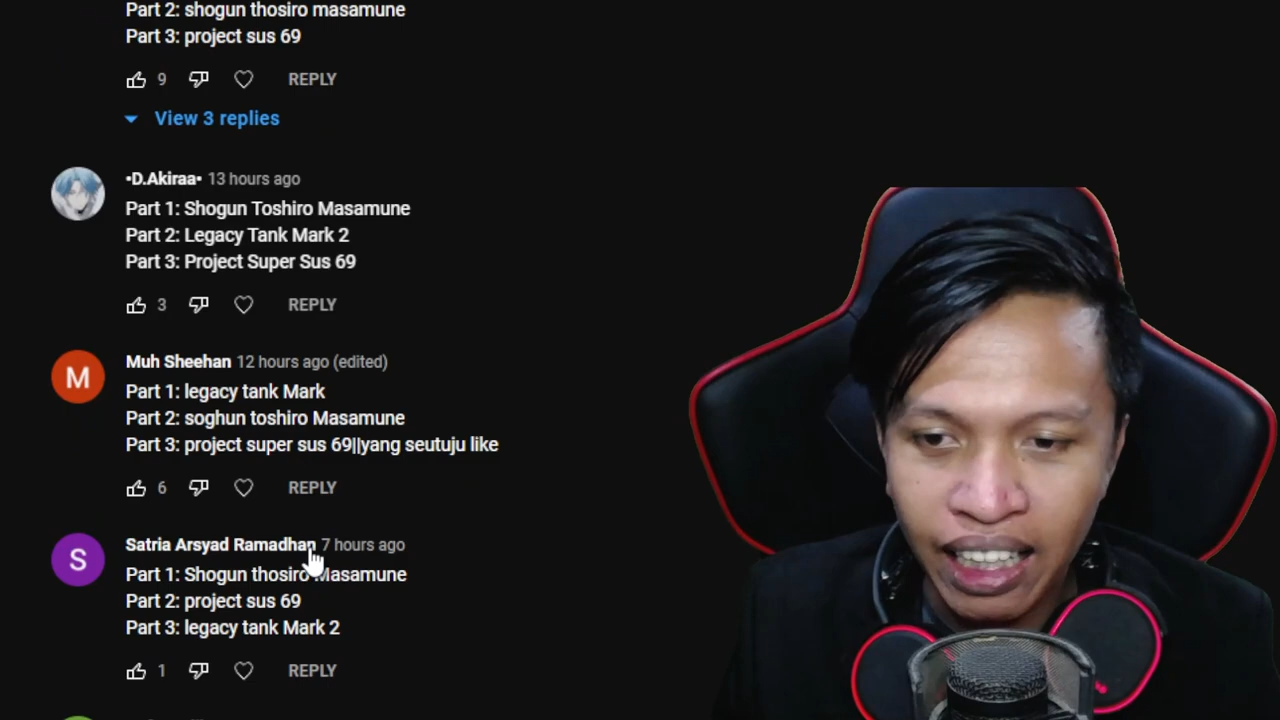 Part 2: shogun thosiro masamune
Part 3: project sus 69
9 REPLY
View 3 replies
•D.Akiraa• 13 hours ago
Part 1: Shogun Toshiro Masamune
Part 2: Legacy Tank Mark 2
Part 3: Project Super Sus 69
3 REPLY
Muh Sheehan 12 hours ago (edited)
M
Part 1: legacy tank Mark
Part 2: soghun toshiro Masamune
Part 3: project super sus 69||yang seutuju like
6 REPLY
Satria Arsyad Ramadhan 7 hours ago
S
Part 1: Shogun thosiro Masamune
Part 2: project sus 69
Part 3: legacy tank Mark 2
1 REPLY